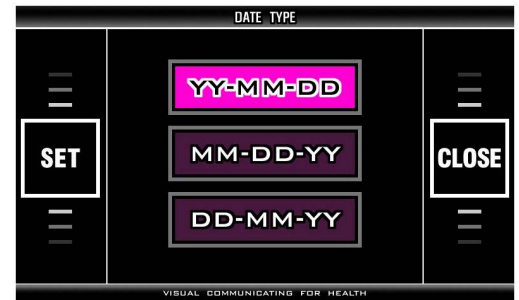 DATE TYPE
YY-MM-DD
SET
MM-DD-YY
CLOSE
DD-MM-YY
VISUAL COMMUNICATING FOR HEALTH